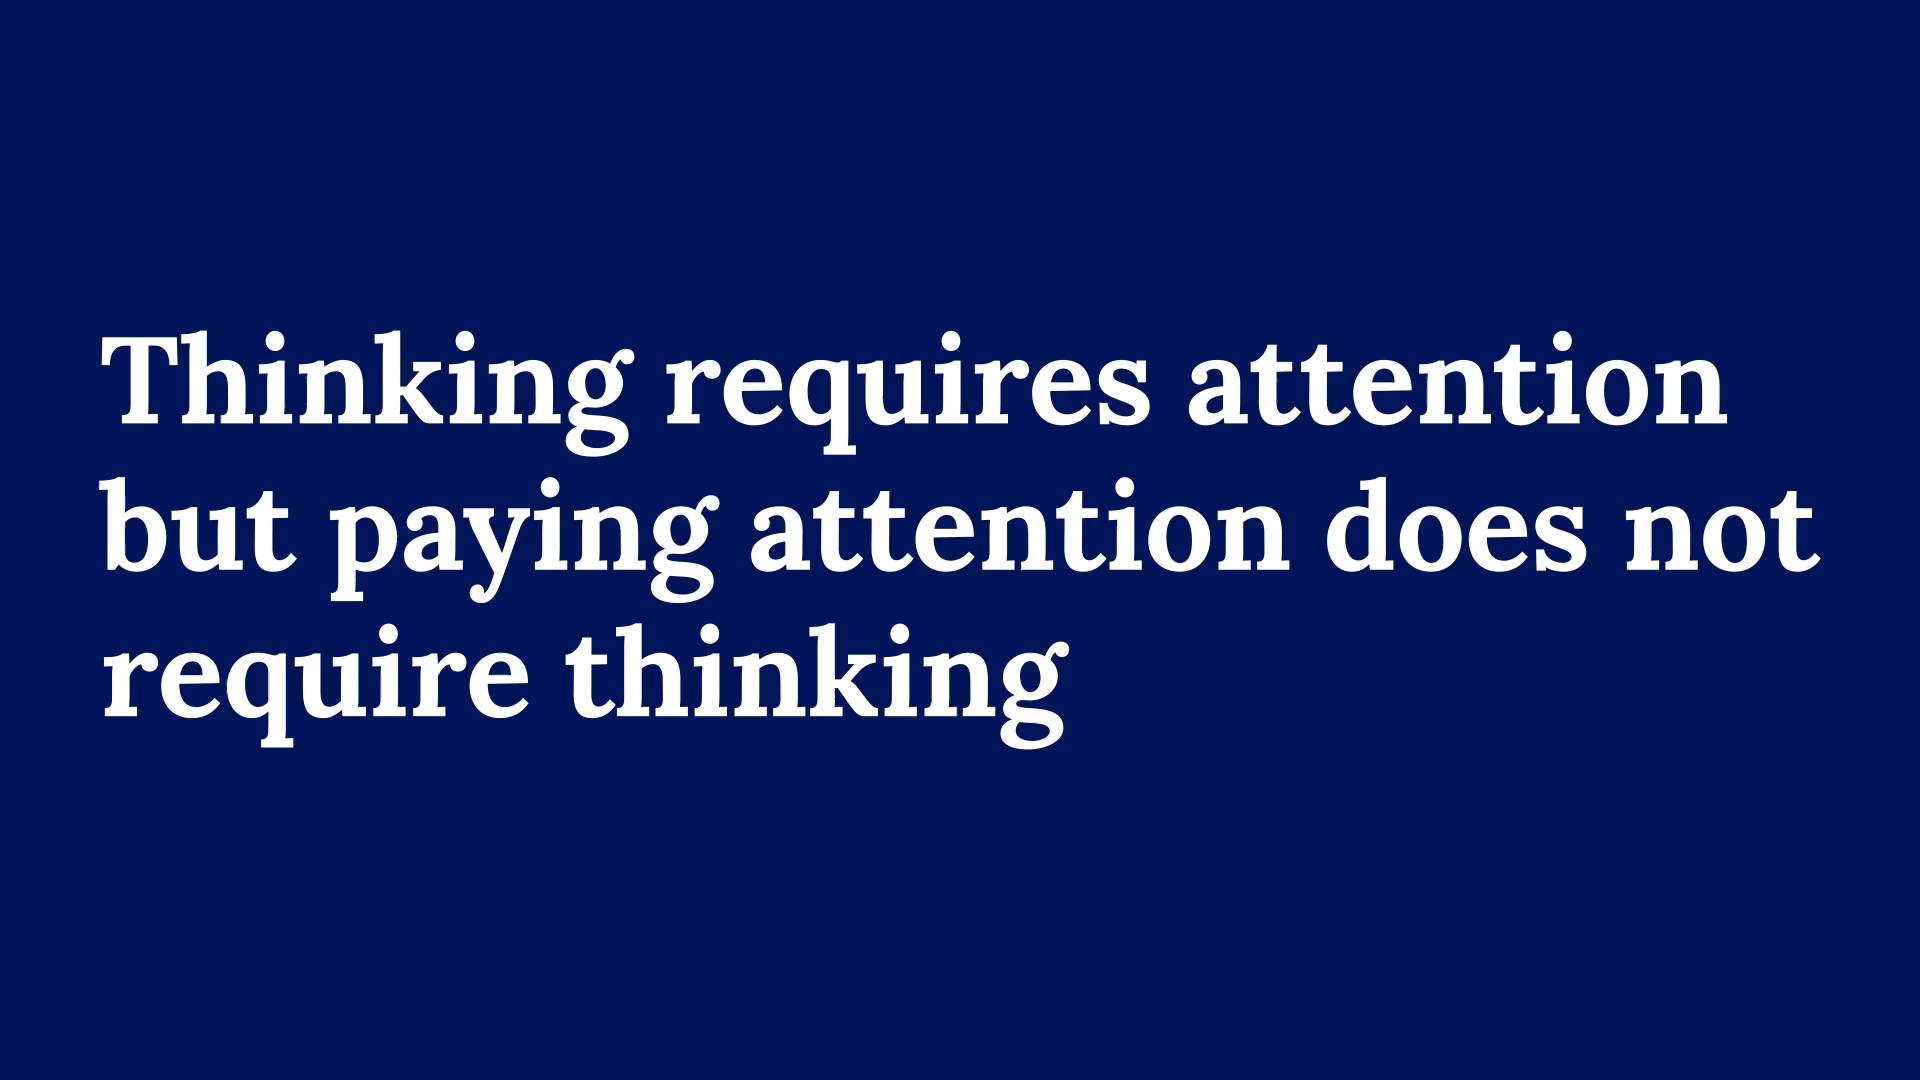 Thinking requires attention
but paying attention does not
require thinking